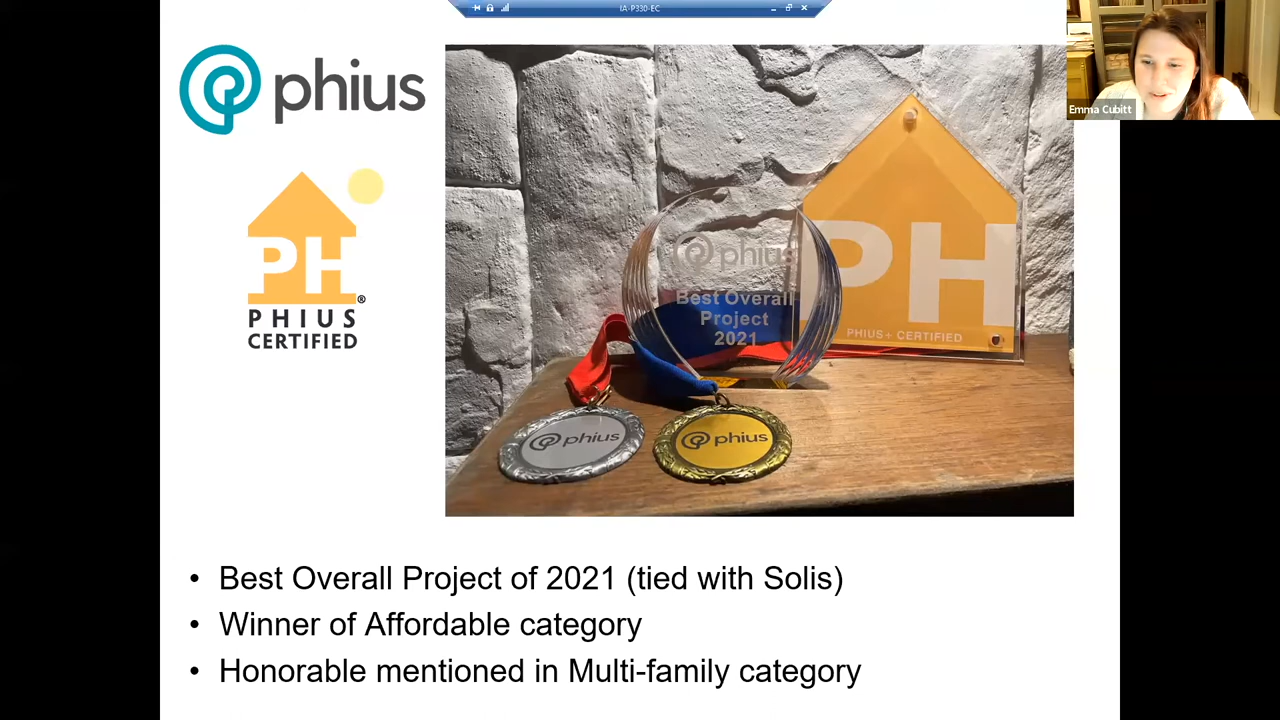 IA-P330-EC
Emma Cubitt
phius
PH®
PHIUS
CERTIFIED
phius
Best Overall
Project
2021
PH
PHIUS+ CERTIFIED
phius
phius
• Best Overall Project of 2021 (tied with Solis)
• Winner of Affordable category
• Honorable mentioned in Multi-family category